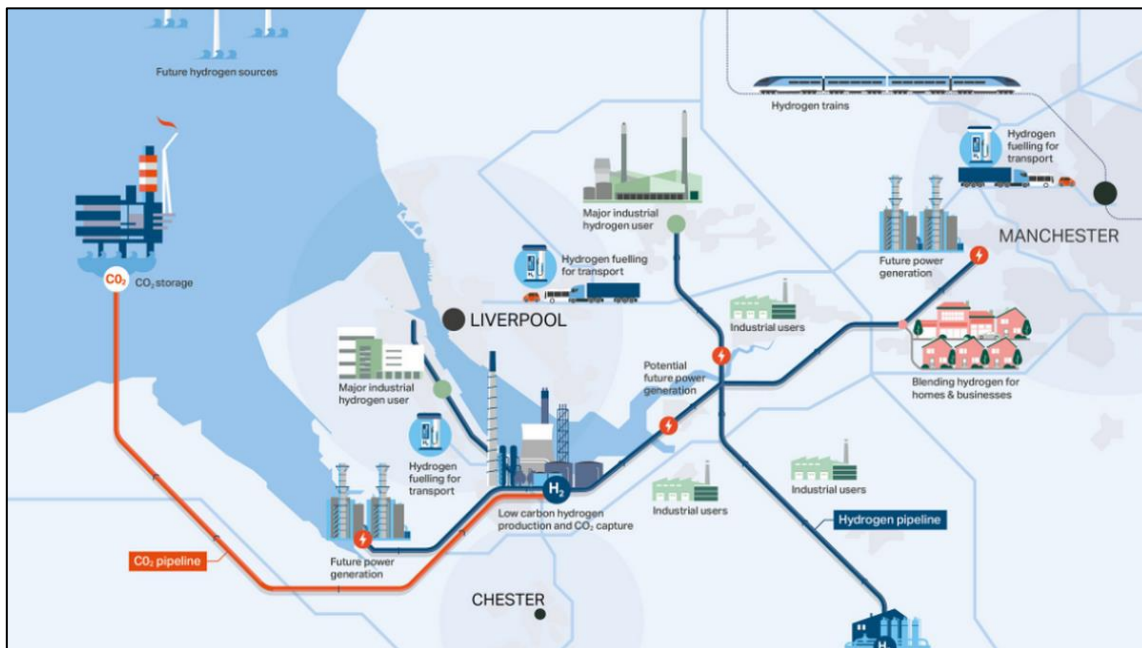 Future hydrogen sources
Hydrogen trains
Hydrogen
fuelling for
transport
MANCHESTER
Major industrial
hydrogen user
Future power
generation
CO₂
CO₂ storage
Hydrogen fuelling
for transport
LIVERPOOL
Industrial users
Major industrial
hydrogen user
Potential
future power
generation
Blending hydrogen for
homes & businesses
Hydrogen
fuelling for
transport
Industrial users
Industrial users
H₂
Low carbon hydrogen
production and CO₂ capture
Hydrogen pipeline
CO₂ pipeline
Future power
generation
CHESTER